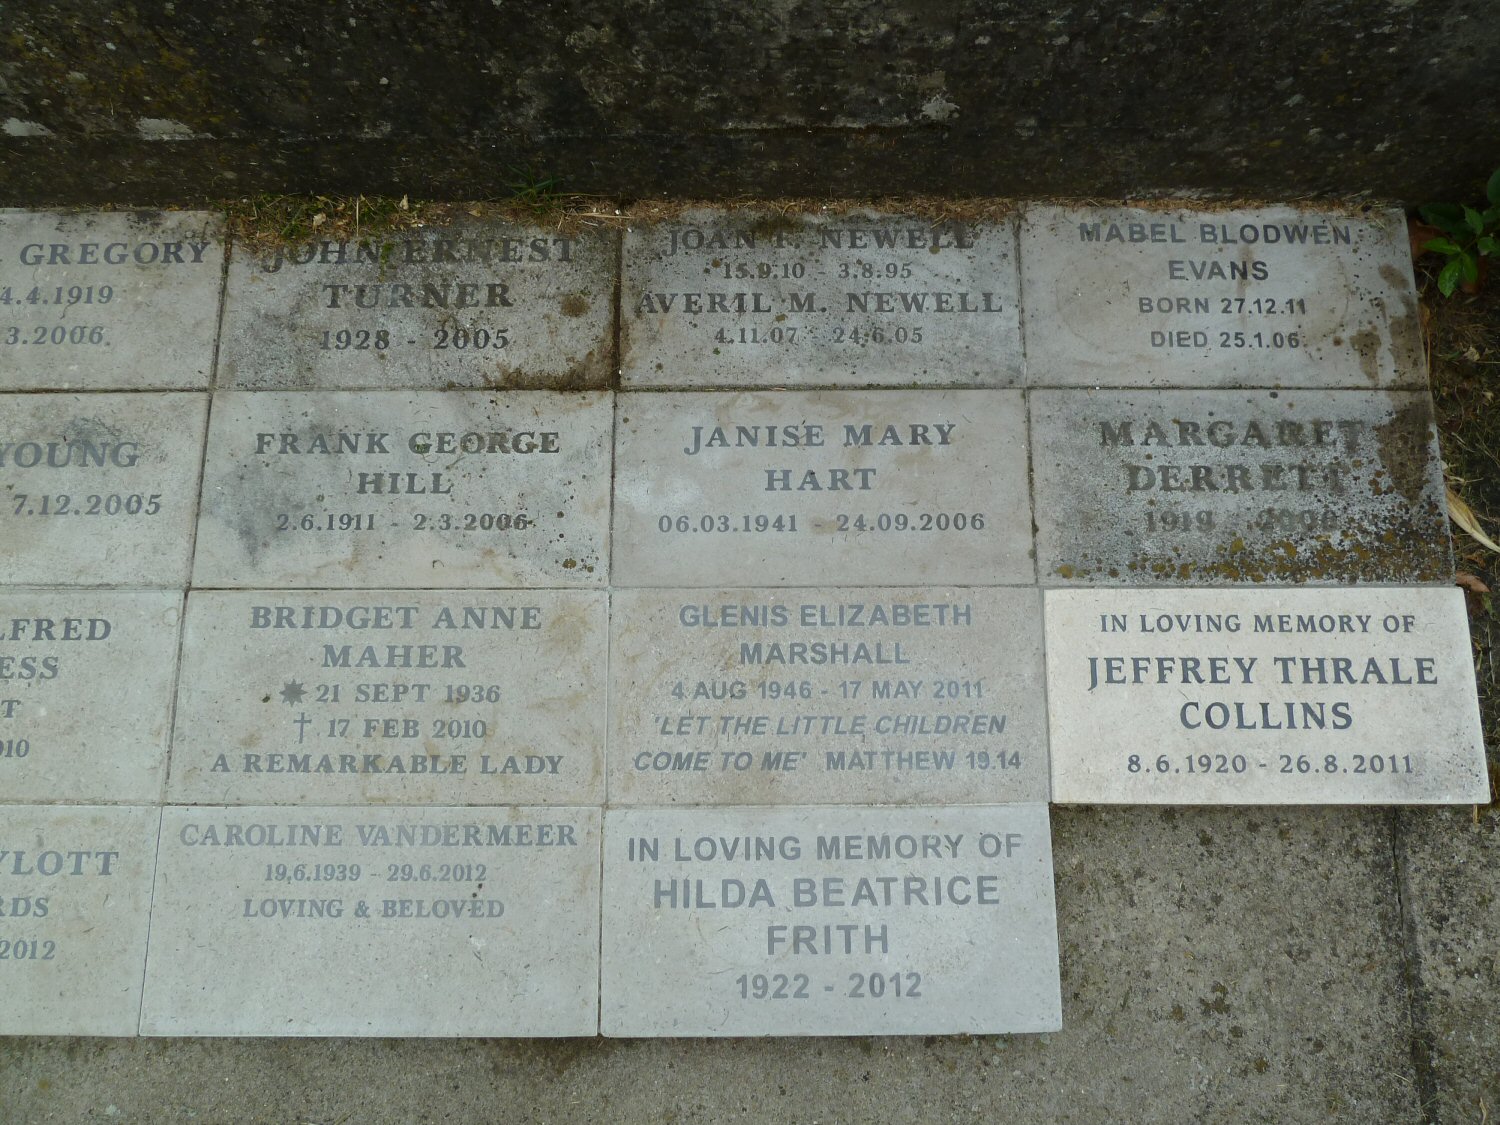 GREGORY
4.4.1919
3.2006
JOHN ERNEST
TURNER
1928 - 2005
JOAN F. NEWELL
15.9.10 - 3.8.95
AVERIL M. NEWELL
4.11.07 - 24.6.05
MABEL BLODWEN
EVANS
BORN 27.12.11
DIED 25.1.06
YOUNG
7.12.2005
FRANK GEORGE
HILL
2.6.1911 - 2.3.2006
JANISE MARY
HART
06.03.1941 - 24.09.2006
MARGARET
DERRETT
LFRED
ESS
T
010
BRIDGET ANNE
MAHER
21 SEPT 1936
† 17 FEB 2010
A REMARKABLE LADY
GLENIS ELIZABETH
MARSHALL
4 AUG 1946 - 17 MAY 2011
'LET THE LITTLE CHILDREN
COME TO ME' MATTHEW 19.14
IN LOVING MEMORY OF
JEFFREY THRALE
COLLINS
8.6.1920 - 26.8.2011
YLOTT
RDS
2012
CAROLINE VANDERMEER
19.6.1939 - 29.6.2012
LOVING & BELOVED
IN LOVING MEMORY OF
HILDA BEATRICE
FRITH
1922 - 2012